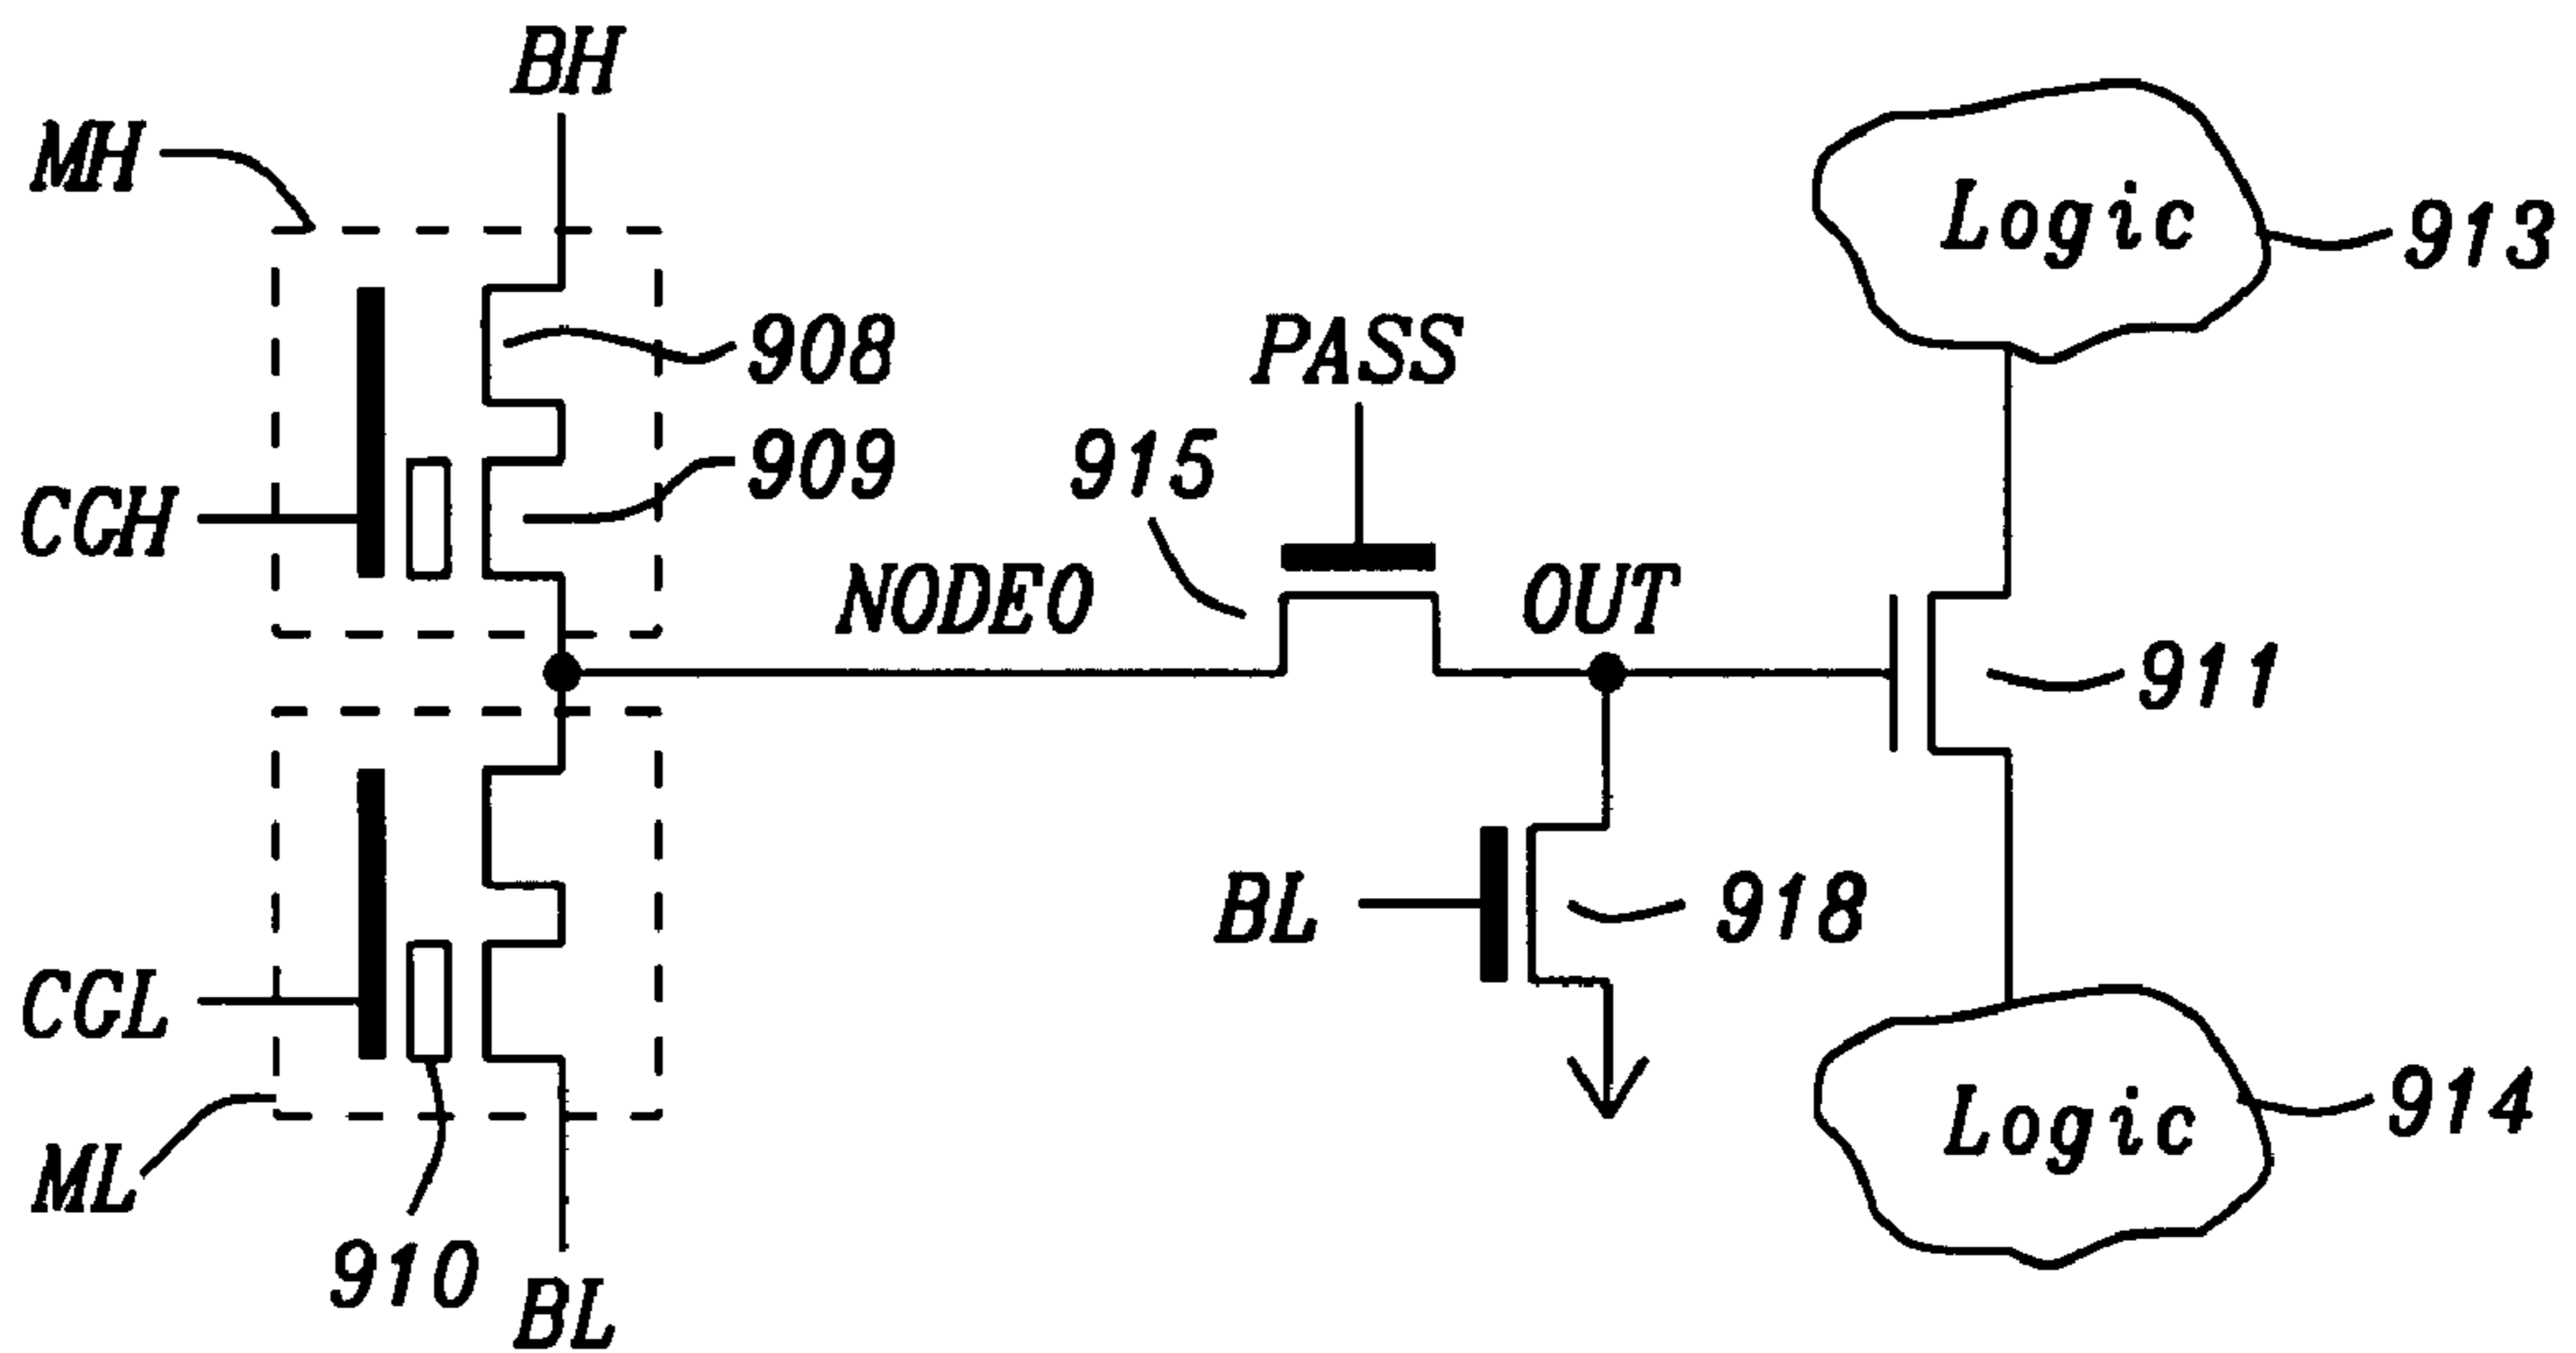 BH
MH
Logic
913
908
PASS
909
915
CGH
NODE0
OUT
911
BL
918
CGL
Logic
914
ML
910
BL